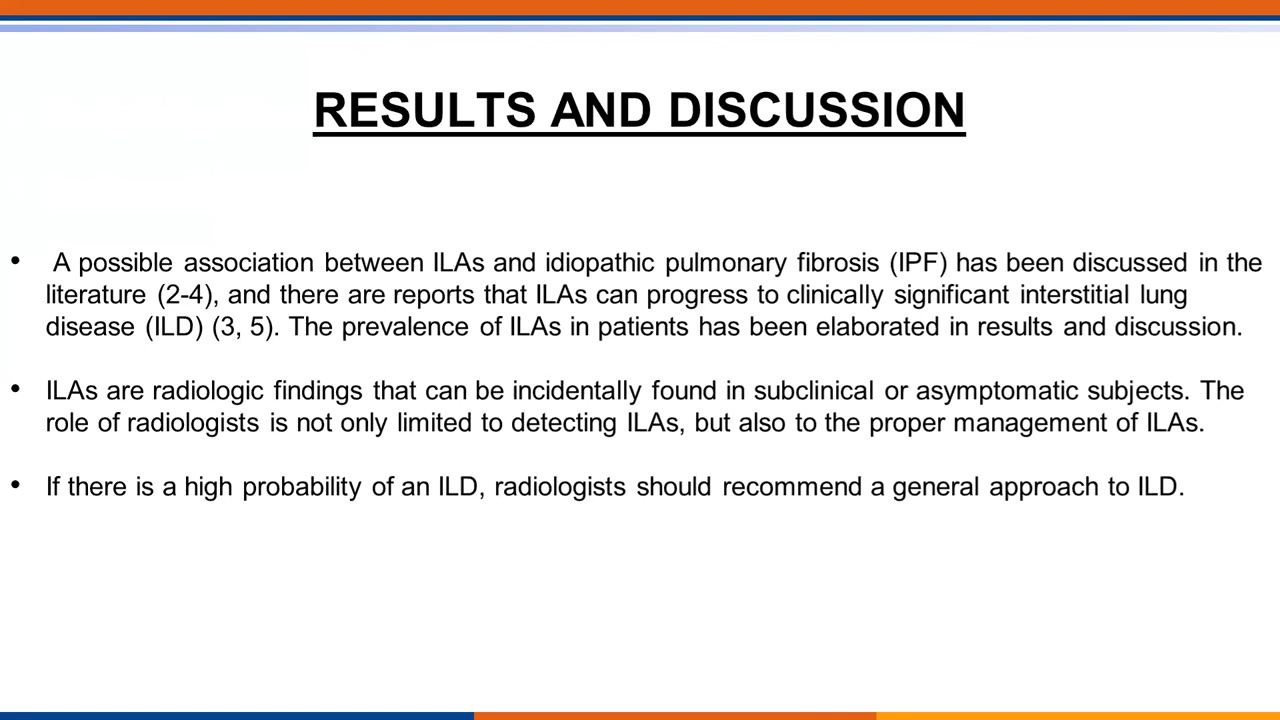 RESULTS AND DISCUSSION
• A possible association between ILAs and idiopathic pulmonary fibrosis (IPF) has been discussed in the
literature (2-4), and there are reports that ILAs can progress to clinically significant interstitial lung
disease (ILD) (3, 5). The prevalence of ILAs in patients has been elaborated in results and discussion.
• ILAs are radiologic findings that can be incidentally found in subclinical or asymptomatic subjects. The
role of radiologists is not only limited to detecting ILAs, but also to the proper management of ILAs.
• If there is a high probability of an ILD, radiologists should recommend a general approach to ILD.